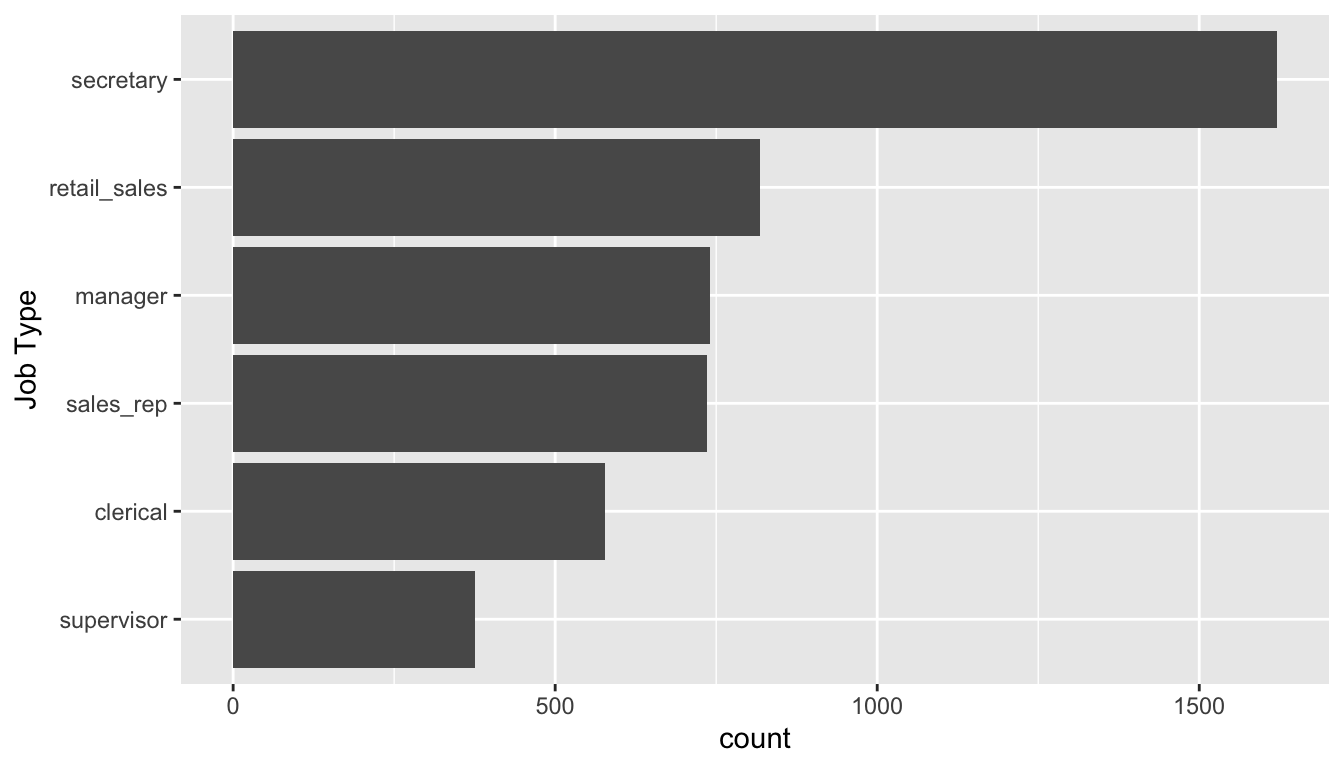 Job Type
secretary
retail_sales
manager
sales_rep
clerical
supervisor
0 500 1000 1500
count